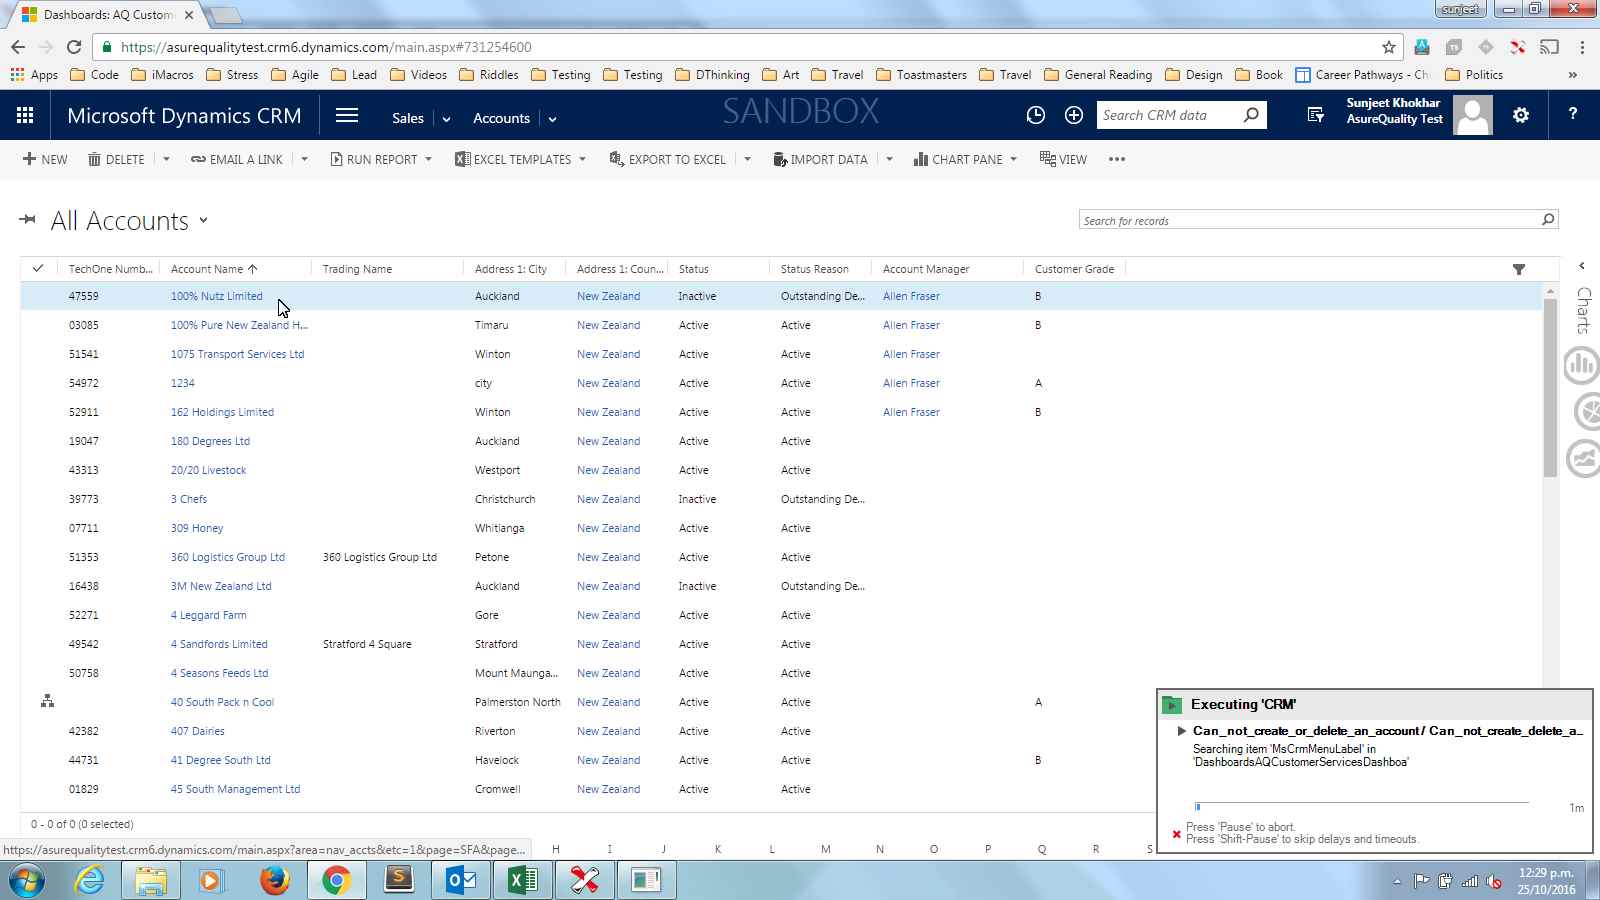 Dashboards: AQ Custom
sunjeet
https://asurequalitytest.crm6.dynamics.com/main.aspx#731254600
Apps Code iMacros Stress Agile Lead Videos Riddles Testing Testing DThinking Art Travel Toastmasters Travel General Reading Design Book Career Pathways - Ch Politics »
Microsoft Dynamics CRM Sales Accounts SANDBOX Search CRM data Sunjeet Khokhar ?
AsureQuality Test
NEW DELETE EMAIL A LINK RUN REPORT EXCEL TEMPLATES EXPORT TO EXCEL IMPORT DATA CHART PANE VIEW •••
All Accounts Search for records
TechOne Numb... Account Name Trading Name Address 1: City Address 1: Coun... Status Status Reason Account Manager Customer Grade
Charts
47559 100% Nutz Limited Auckland New Zealand Inactive Outstanding De... Allen Fraser B
03085 100% Pure New Zealand H... Timaru New Zealand Active Active Allen Fraser B
51541 1075 Transport Services Ltd Winton New Zealand Active Active Allen Fraser
54972 1234 city New Zealand Active Active Allen Fraser A
52911 162 Holdings Limited Winton New Zealand Active Active Allen Fraser B
19047 180 Degrees Ltd Auckland New Zealand Active Active
43313 20/20 Livestock Westport New Zealand Active Active
39773 3 Chefs Christchurch New Zealand Inactive Outstanding De...
07711 309 Honey Whitianga New Zealand Active Active
51353 360 Logistics Group Ltd 360 Logistics Group Ltd Petone New Zealand Active Active
16438 3M New Zealand Ltd Auckland New Zealand Inactive Outstanding De...
52271 4 Leggard Farm Gore New Zealand Active Active
49542 4 Sandfords Limited Stratford 4 Square Stratford New Zealand Active Active
50758 4 Seasons Feeds Ltd Mount Maunga... New Zealand Active Active
40 South Pack n Cool Palmerston North New Zealand Active Active A
42382 407 Dairies Riverton New Zealand Active Active
44731 41 Degree South Ltd Havelock New Zealand Active Active B
01829 45 South Management Ltd Cromwell New Zealand Active Active
0 - 0 of 0 (0 selected)
https://asurequalitytest.crm6.dynamics.com/main.aspx?area=nav_accts&etc=1&page=SFA&page...
H I J K L M N O P Q R S
Executing 'CRM'
Can_not_create_or_delete_an_account / Can_not_create_delete_a...
Searching item 'MsCrmMenuLabel' in
'DashboardsAQCustomerServicesDashboa'
1m
Press 'Pause' to abort.
Press 'Shift-Pause' to skip delays and timeouts.
12:29 p.m.
25/10/2016